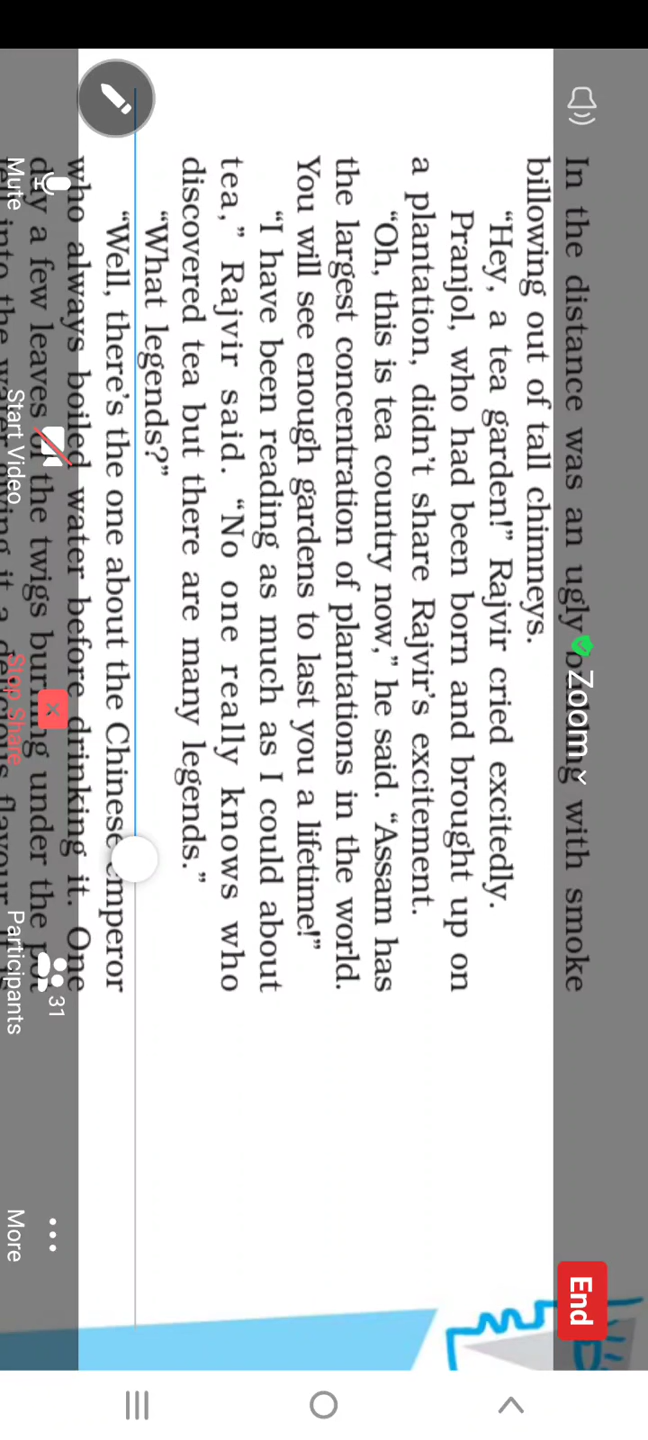 In the distance was an ugly building with smoke
Zoom
End
billowing out of tall chimneys.
“Hey, a tea garden!” Rajvir cried excitedly.
Pranjol, who had been born and brought up on
a plantation, didn’t share Rajvir’s excitement.
“Oh, this is tea country now,” he said. “Assam has
the largest concentration of plantations in the world.
You will see enough gardens to last you a lifetime!”
“I have been reading as much as I could about
tea,” Rajvir said. “No one really knows who
discovered tea but there are many legends.”
“What legends?”
“Well, there’s the one about the Chinese emperor
who always boiled water before drinking it. One
a few leaves the twigs under the
31
into the flavour
Mute
Start Video
Stop Share
Participants
More